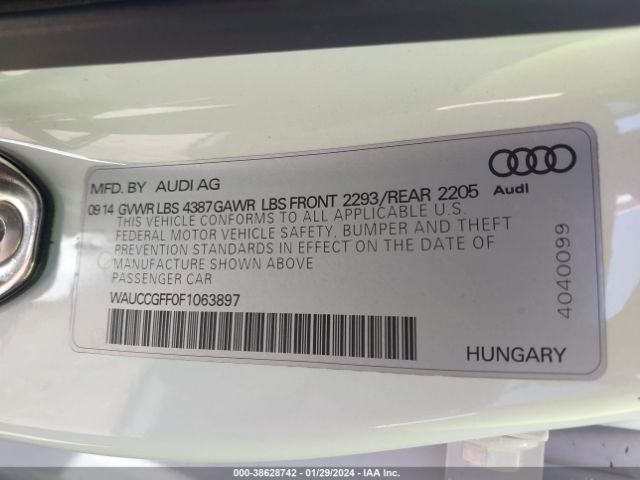 MFD. BY AUDI AG
09 14 GVWR LBS 4387 GAWR LBS FRONT 2293/REAR 2205
THIS VEHICLE CONFORMS TO ALL APPLICABLE U.S.
FEDERAL MOTOR VEHICLE SAFETY, BUMPER AND THEFT
PREVENTION STANDARDS IN EFFECT ON THE DATE OF
MANUFACTURE SHOWN ABOVE
PASSENGER CAR
WAUCCGFF0F1063897
Audi
4040099
HUNGARY
000-38628742 / 01/29/2024 - IAA Inc.